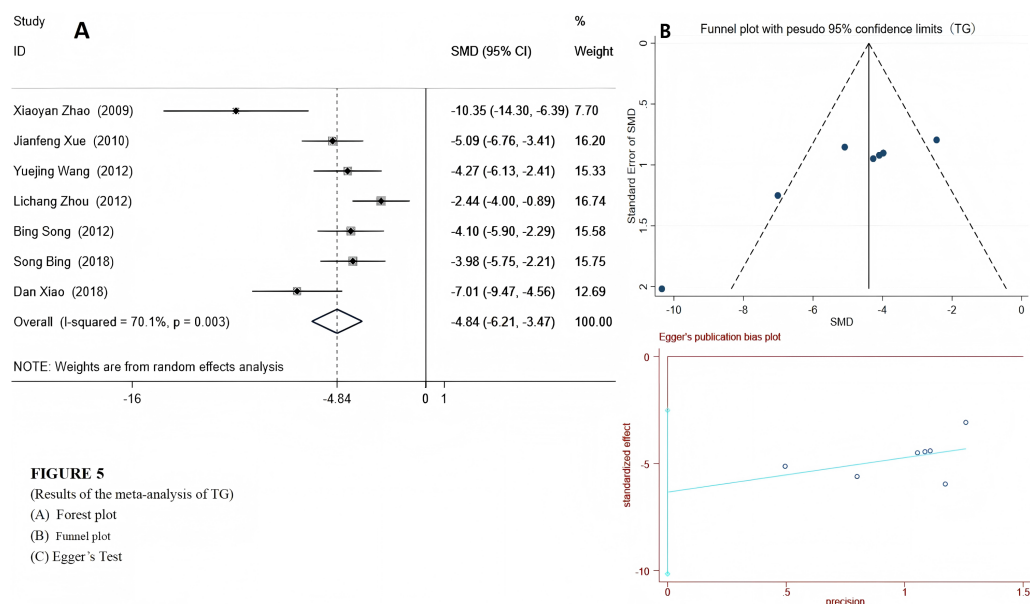 Study
A
%
ID
SMD (95% CI)
Weight
Xiaoyan Zhao (2009)
-10.35 (-14.30, -6.39)
7.70
Jianfeng Xue (2010)
-5.09 (-6.76, -3.41)
16.20
Yuejing Wang (2012)
-4.27 (-6.13, -2.41)
15.33
Lichang Zhou (2012)
-2.44 (-4.00, -0.89)
16.74
Bing Song (2012)
-4.10 (-5.90, -2.29)
15.58
Song Bing (2018)
-3.98 (-5.75, -2.21)
15.75
Dan Xiao (2018)
-7.01 (-9.47, -4.56)
12.69
Overall (I-squared = 70.1%, p = 0.003)
-4.84 (-6.21, -3.47)
100.00
NOTE: Weights are from random effects analysis
-16
-4.84
0
1
FIGURE 5
(Results of the meta-analysis of TG)
(A) Forest plot
(B) Funnel plot
(C) Egger's Test
B
Funnel plot with pesudo 95% confidence limits (TG)
Standard Error of SMD
0
.5
1
1.5
2
-10
-8
-6
-4
-2
0
SMD
Egger's publication bias plot
standardized effect
0
-5
-10
0
.5
1
1.5
precision